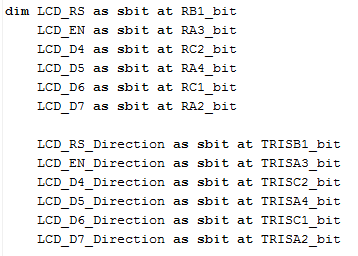 dim LCD_RS as sbit at RB1_bit
LCD_EN as sbit at RA3_bit
LCD_D4 as sbit at RC2_bit
LCD_D5 as sbit at RA4_bit
LCD_D6 as sbit at RC1_bit
LCD_D7 as sbit at RA2_bit
LCD_RS_Direction as sbit at TRISB1_bit
LCD_EN_Direction as sbit at TRISA3_bit
LCD_D4_Direction as sbit at TRISC2_bit
LCD_D5_Direction as sbit at TRISA4_bit
LCD_D6_Direction as sbit at TRISC1_bit
LCD_D7_Direction as sbit at TRISA2_bit